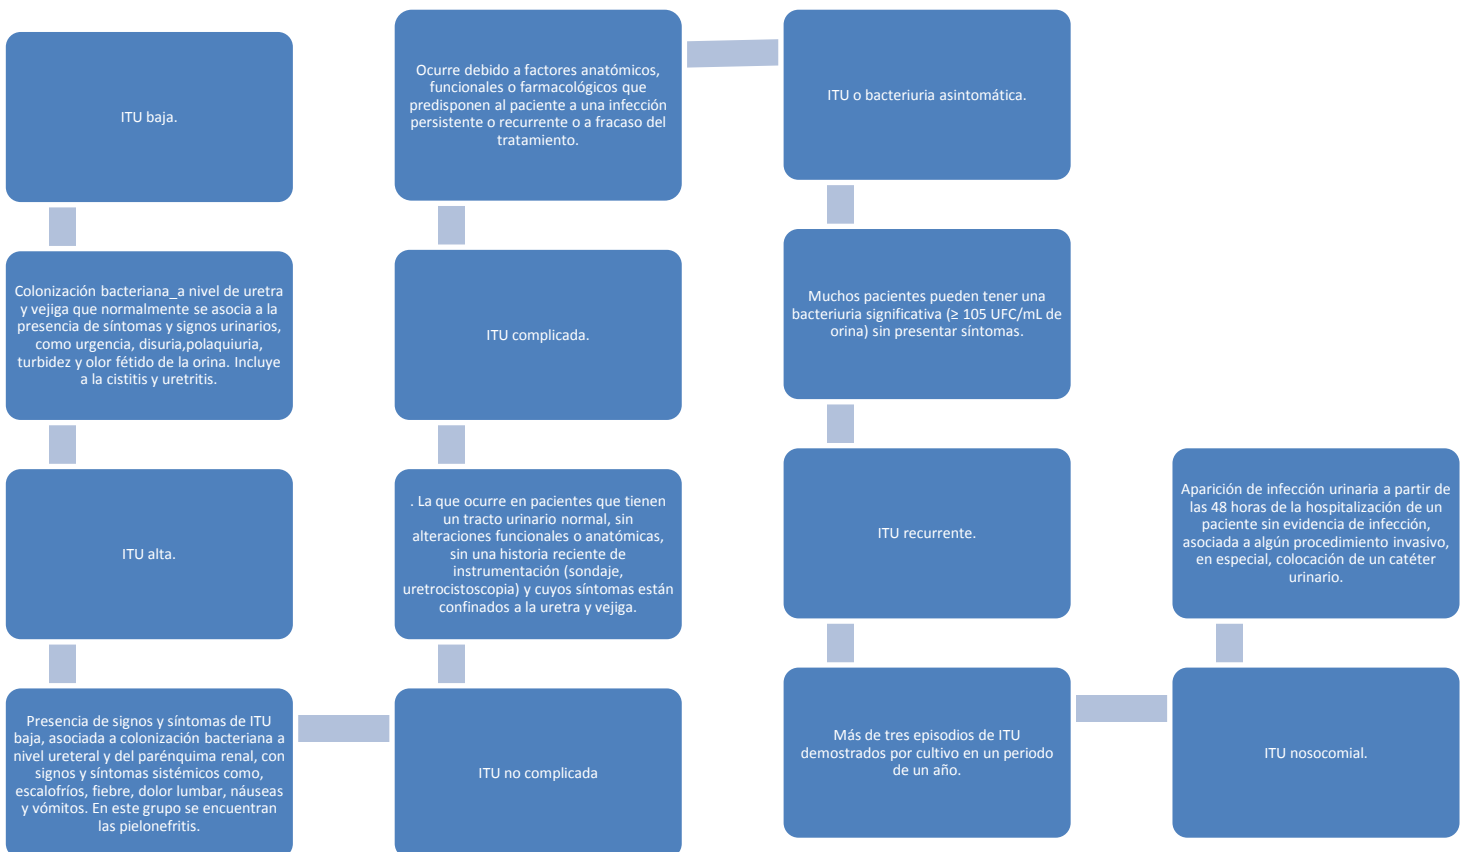 ITU baja.
Colonización bacteriana_a nivel de uretra
y vejiga que normalmente se asocia a la
presencia de síntomas y signos urinarios,
como urgencia, disuria,polaquiuria,
turbidez y olor fétido de la orina. Incluye
a la cistitis y uretritis.
ITU alta.
Presencia de signos y síntomas de ITU
baja, asociada a colonización bacteriana a
nivel ureteral y del parénquima renal, con
signos y síntomas sistémicos como,
escalofríos, fiebre, dolor lumbar, náuseas
y vómitos. En este grupo se encuentran
las pielonefritis.
ITU no complicada
. La que ocurre en pacientes que tienen
un tracto urinario normal, sin
alteraciones funcionales o anatómicas,
sin una historia reciente de
instrumentación (sondaje,
uretrocistoscopia) y cuyos síntomas están
confinados a la uretra y vejiga.
ITU complicada.
Ocurre debido a factores anatómicos,
funcionales o farmacológicos que
predisponen al paciente a una infección
persistente o recurrente o a fracaso del
tratamiento.
ITU o bacteriuria asintomática.
Muchos pacientes pueden tener una
bacteriuria significativa (≥ 105 UFC/mL de
orina) sin presentar síntomas.
ITU recurrente.
Más de tres episodios de ITU
demostrados por cultivo en un periodo
de un año.
ITU nosocomial.
Aparición de infección urinaria a partir de
las 48 horas de la hospitalización de un
paciente sin evidencia de infección,
asociada a algún procedimiento invasivo,
en especial, colocación de un catéter
urinario.